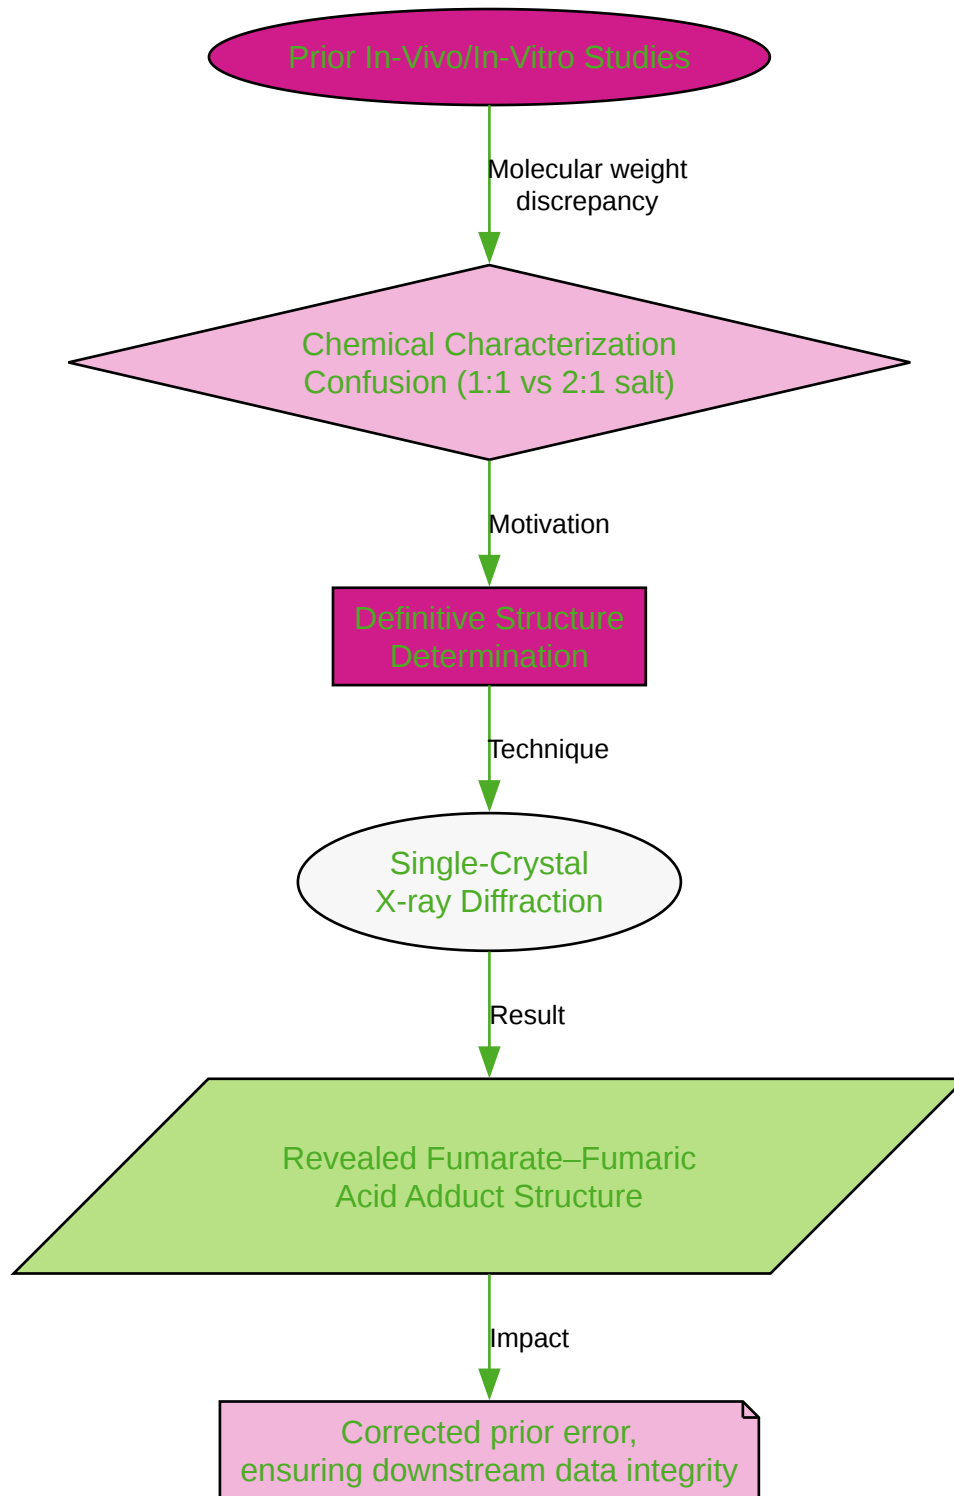 Prior In-Vivo/In-Vitro Studies
Molecular weight
discrepancy
Chemical Characterization
Confusion (1:1 vs 2:1 salt)
Motivation
Definitive Structure
Determination
Technique
Single-Crystal
X-ray Diffraction
Result
Revealed Fumarate–Fumaric
Acid Adduct Structure
Impact
Corrected prior error,
ensuring downstream data integrity